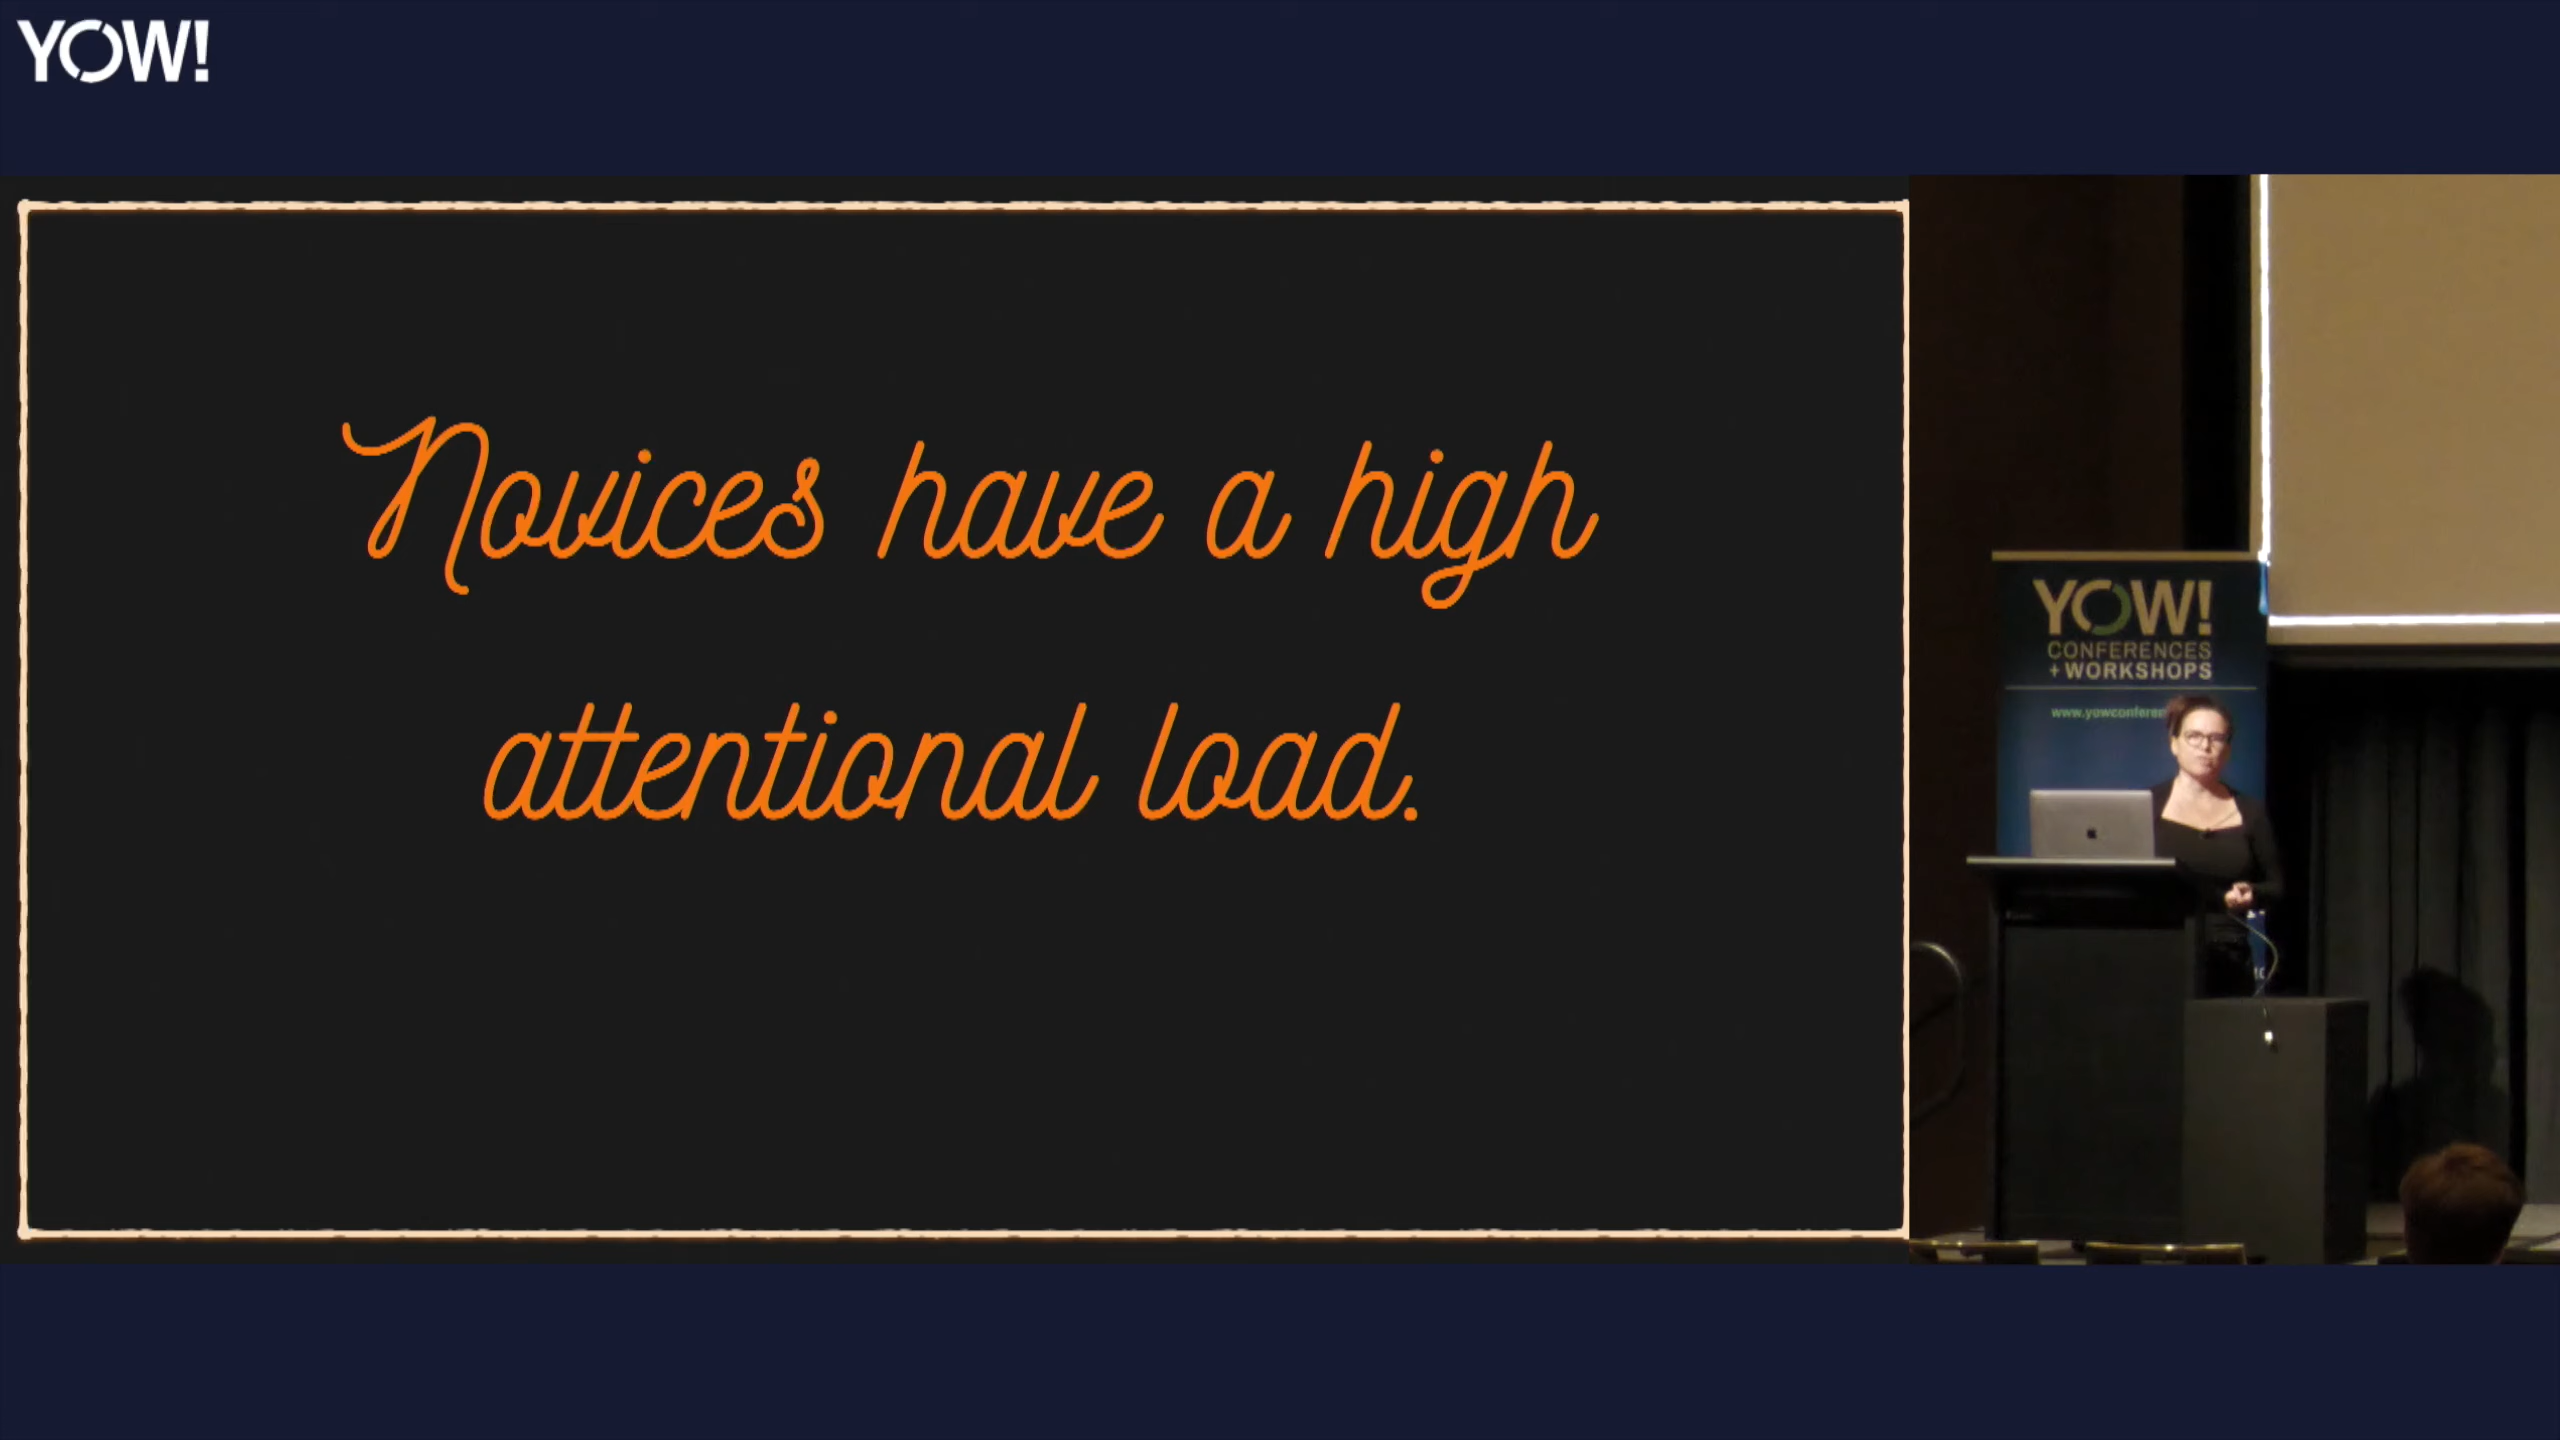 YOW!
Novices have a high
attentional load.
YOW!
CONFERENCES
+ WORKSHOPS